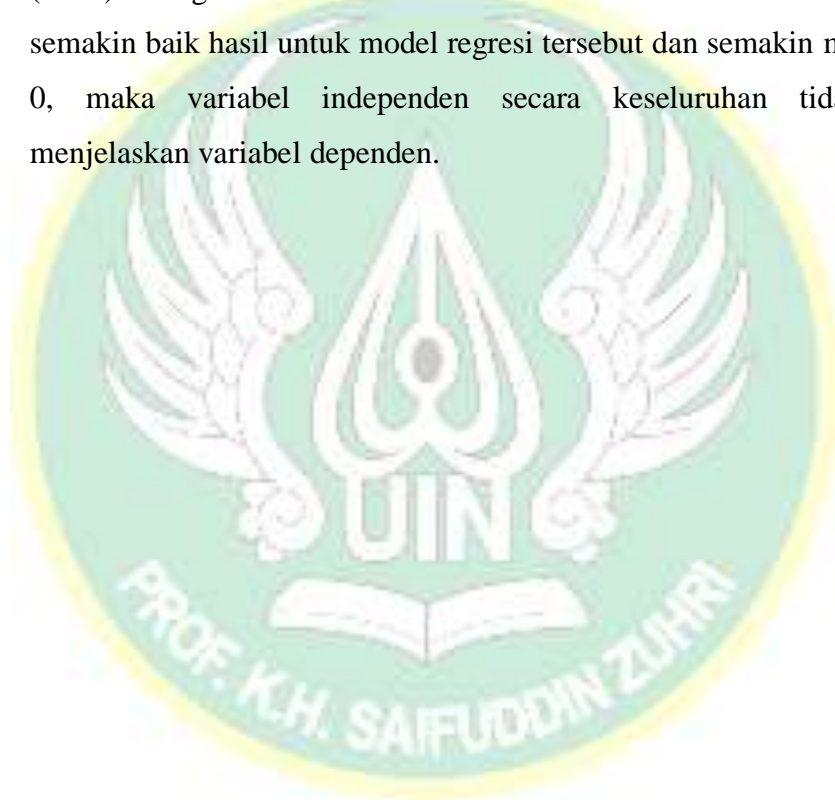 semakin baik hasil untuk model regresi tersebut dan semakin
0, maka variabel independen secara keseluruhan
menjelaskan variabel dependen.
UIN
PROF. K.H. SAIFUDDIN ZUHRI